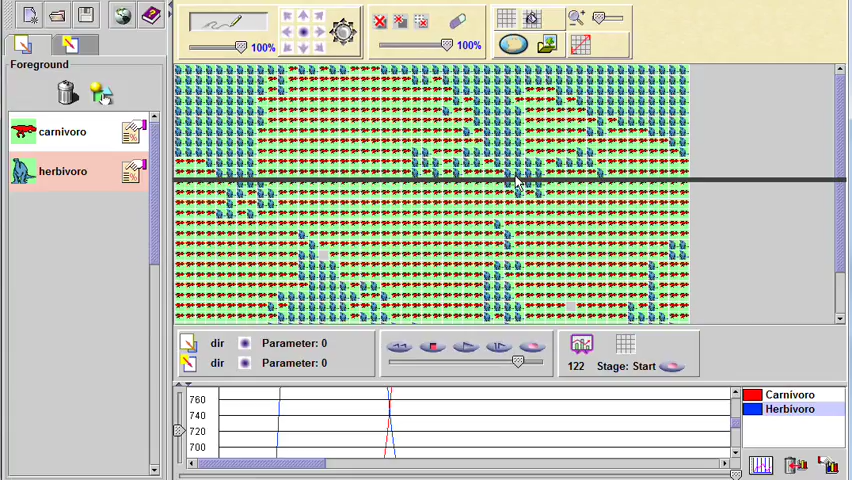 100%
100%
Foreground
carnivoro
herbivoro
dir Parameter: 0
dir Parameter: 0
122 Stage: Start
760
740
720
700
Carnivoro
Herbivoro